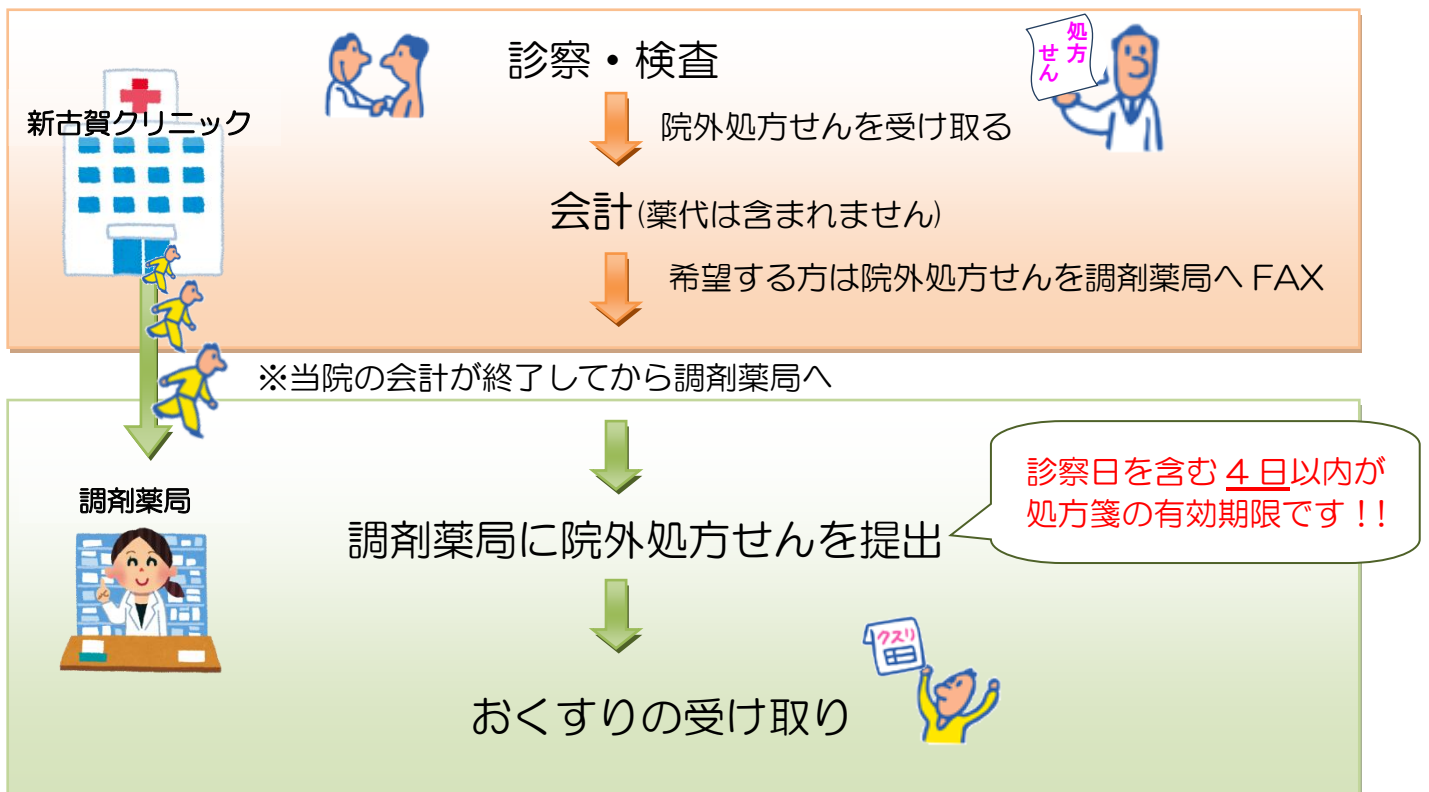 診察・検査
処方
せん
新古賀クリニック
院外処方せんを受け取る
会計(薬代は含まれません)
希望する方は院外処方せんを調剤薬局へ FAX
※当院の会計が終了してから調剤薬局へ
診察日を含む 4 日以内が
処方箋の有効期限です!!
調剤薬局
調剤薬局に院外処方せんを提出
クスリ
おくすりの受け取り